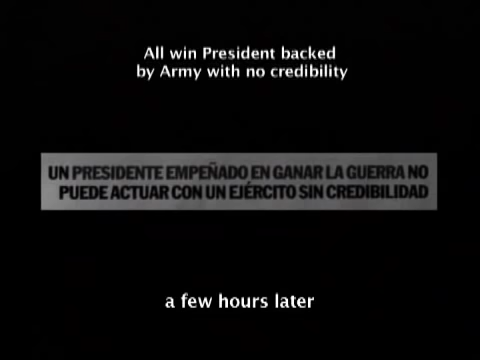 All win President backed
by Army with no credibility
UN PRESIDENTE EMPEÑADO EN GANAR LA GUERRA NO
PUEDE ACTUAR CON UN EJÉRCITO SIN CREDIBILIDAD
a few hours later